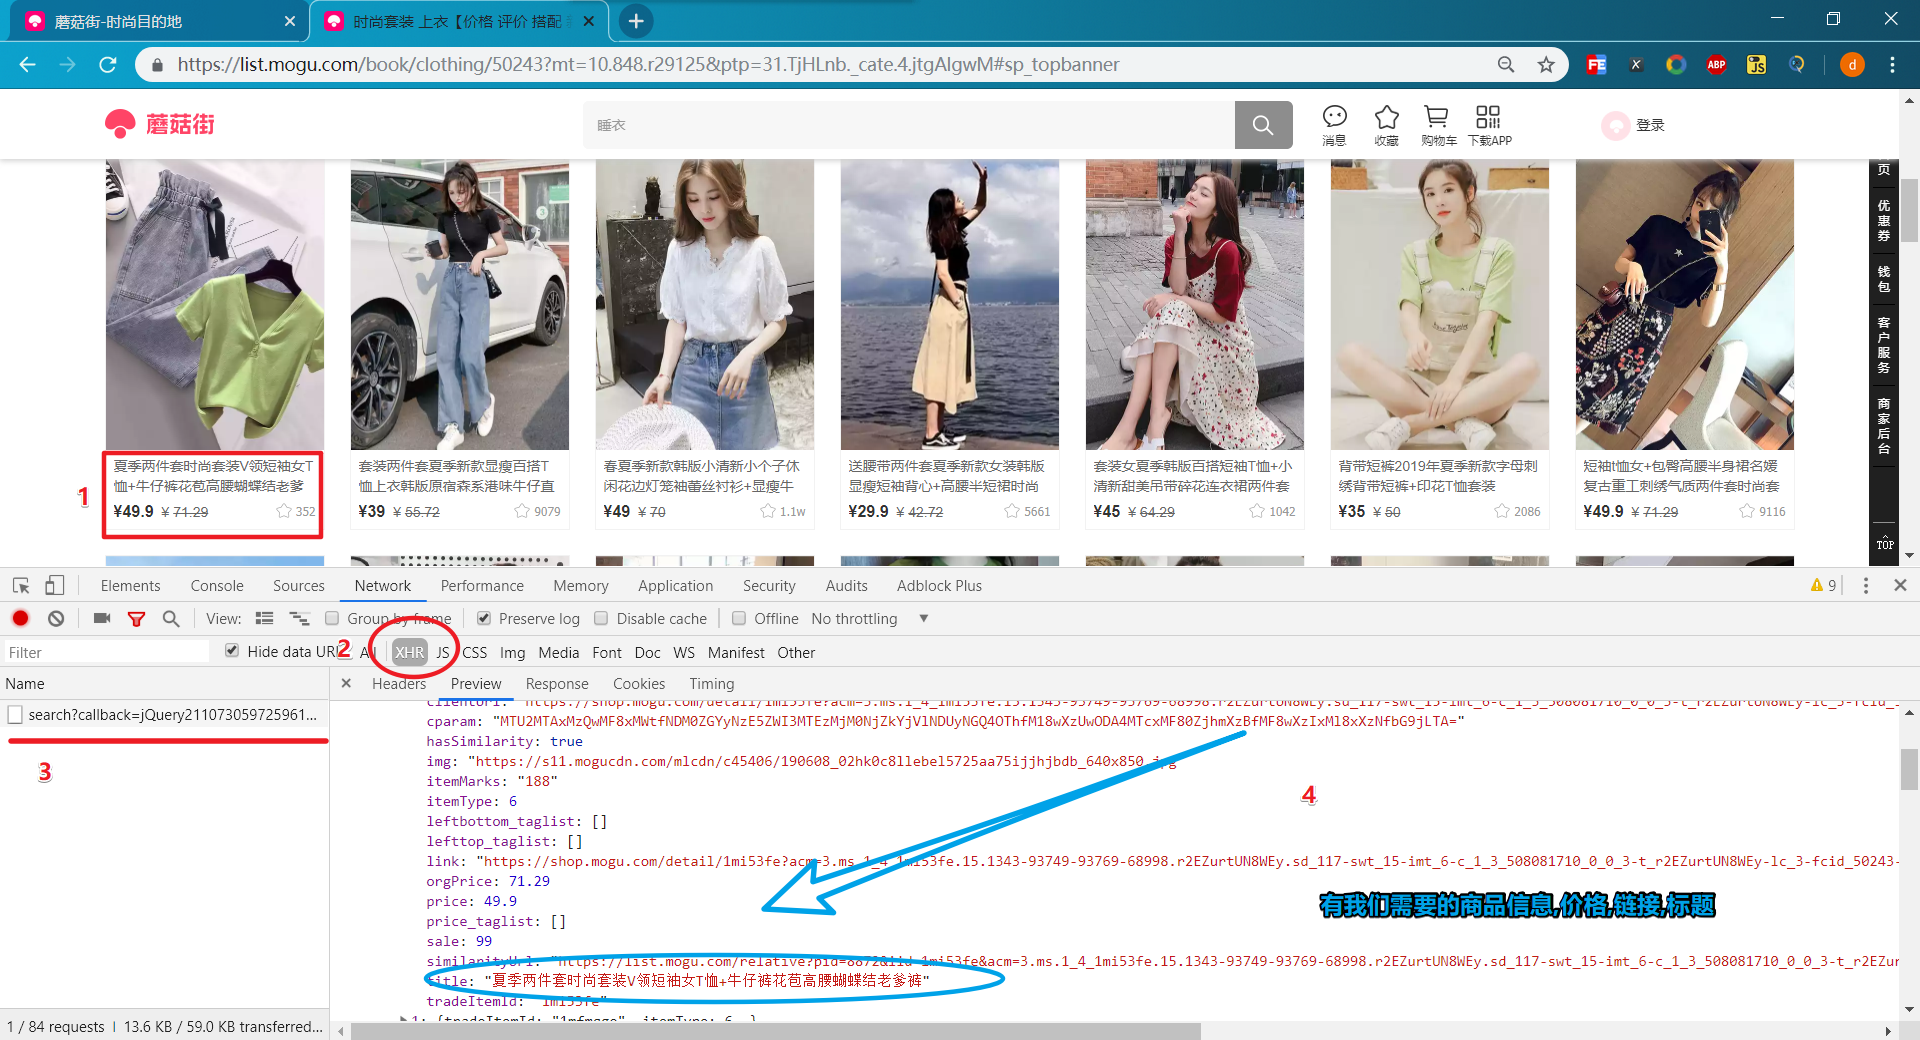 蘑菇街-时尚目的地
时尚套装 上衣【价格 评价 搭配
https://list.mogu.com/book/clothing/50243?mt=10.848.r29125&ptp=31.TjHLnb._cate.4.jtgAlgwM#sp_topbanner
FE X ABP JS d
蘑菇街
睡衣
消息 收藏 购物车 下载APP
登录
页
优惠券
钱包
客户服务
商家后台
TOP
1
夏季两件套时尚套装V领短袖女T
恤+牛仔裤花苞高腰蝴蝶结老爹
¥49.9 ¥71.29 352
套装两件套夏季新款显瘦百搭T
恤上衣韩版原宿森系港味牛仔直
¥39 ¥55.72 9079
春夏季新款韩版小清新小个子休
闲花边灯笼袖蕾丝衬衫+显瘦牛
¥49 ¥70 1.1w
送腰带两件套夏季新款女装韩版
显瘦短袖背心+高腰半短裙时尚
¥29.9 ¥42.72 5661
套装女夏季韩版百搭短袖T恤+小
清新甜美吊带碎花连衣裙两件套
¥45 ¥64.29 1042
背带短裤2019年夏季新款字母刺
绣背带短裤+印花T恤套装
¥35 ¥50 2086
短袖t恤女+包臀高腰半身裙名媛
复古重工刺绣气质两件套时尚套
¥49.9 ¥71.29 9116
Elements Console Sources Network Performance Memory Application Security Audits Adblock Plus 9
View: Group by frame Preserve log Disable cache Offline No throttling
Filter Hide data UR 2 XHR JS CSS Img Media Font Doc WS Manifest Other
Name
Headers Preview Response Cookies Timing
search?callback=jQuery211073059725961...
3
cparam: "MTU2MTAxMzQwMF8xMWtfNDM0ZGYyNzE5ZWI3MTEzMjM0NjZkYjVlNDUyNGQ4OThfM18wXzUwODA4MTcxMF80ZjhmXzBfMF8wXzIxMl8xXzNfbG9jLTA="
hasSimilarity: true
img: "https://s11.mogucdn.com/mlcdn/c45406/190608_02hk0c8llebel5725aa75ijjhjbdb_640x850.jpg
itemMarks: "188"
itemType: 6
leftbottom_taglist: []
lefttop_taglist: []
link: "https://shop.mogu.com/detail/1mi53fe?acm=3.ms.1_4_1mi53fe.15.1343-93749-93769-68998.r2EZurtUN8WEy.sd_117-swt_15-imt_6-c_1_3_508081710_0_0_3-t_r2EZurtUN8WEy-lc_3-fcid_50243-
orgPrice: 71.29
price: 49.9
price_taglist: []
sale: 99
similarityUrl: "https://list.mogu.com/relative?pid=8872&iid=1mi53fe&acm=3.ms.1_4_1mi53fe.15.1343-93749-93769-68998.r2EZurtUN8WEy.sd_117-swt_15-imt_6-c_1_3_508081710_0_0_3-t_r2EZur
title: "夏季两件套时尚套装V领短袖女T恤+牛仔裤花苞高腰蝴蝶结老爹裤"
tradeItemId: "1mi53fe"
4
有我们需要的商品信息,价格,链接,标题
1 / 84 requests | 13.6 KB / 59.0 KB transferred...